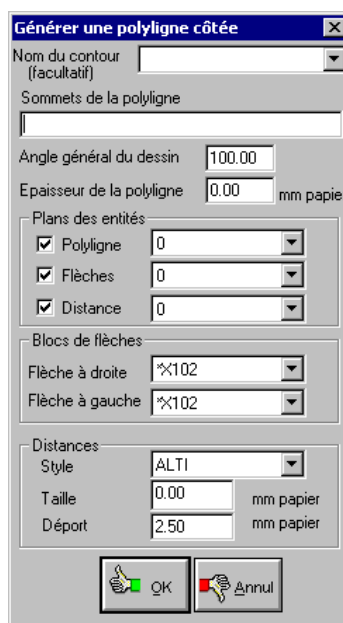 Générer une polyligne côtée
Nom du contour
(facultatif)
Sommets de la polyligne
Angle général du dessin 100.00
Epaisseur de la polyligne 0.00 mm papie
Plans des entités
Polyligne 0
Flèches 0
Distance 0
Blocs de flèches
Flèche à droite *X102
Flèche à gauche *X102
Distances
Style ALTI
Taille 0.00 mm papier
Déport 2.50 mm papier
OK Annul